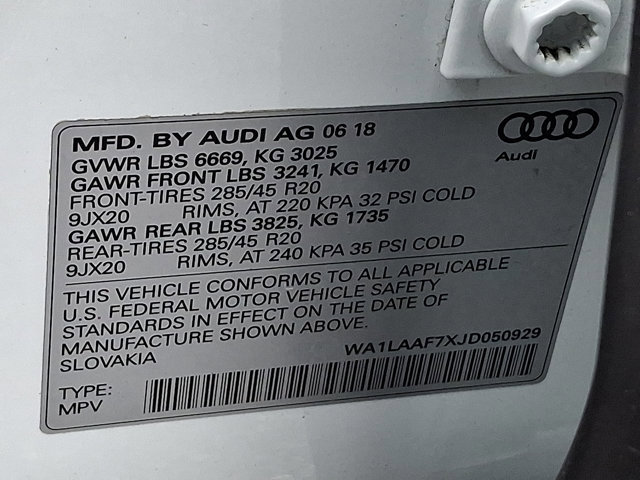 MFD. BY AUDI AG 06 18
GVWR LBS 6669, KG 3025
GAWR FRONT LBS 3241, KG 1470
FRONT-TIRES 285/45 R20
9JX20 RIMS, AT 220 KPA 32 PSI COLD
GAWR REAR LBS 3825, KG 1735
REAR-TIRES 285/45 R20
9JX20 RIMS, AT 240 KPA 35 PSI COLD
THIS VEHICLE CONFORMS TO ALL APPLICABLE
U.S. FEDERAL MOTOR VEHICLE SAFETY
STANDARDS IN EFFECT ON THE DATE OF
MANUFACTURE SHOWN ABOVE.
SLOVAKIA
WA1LAAF7XJD050929
TYPE:
MPV
Audi